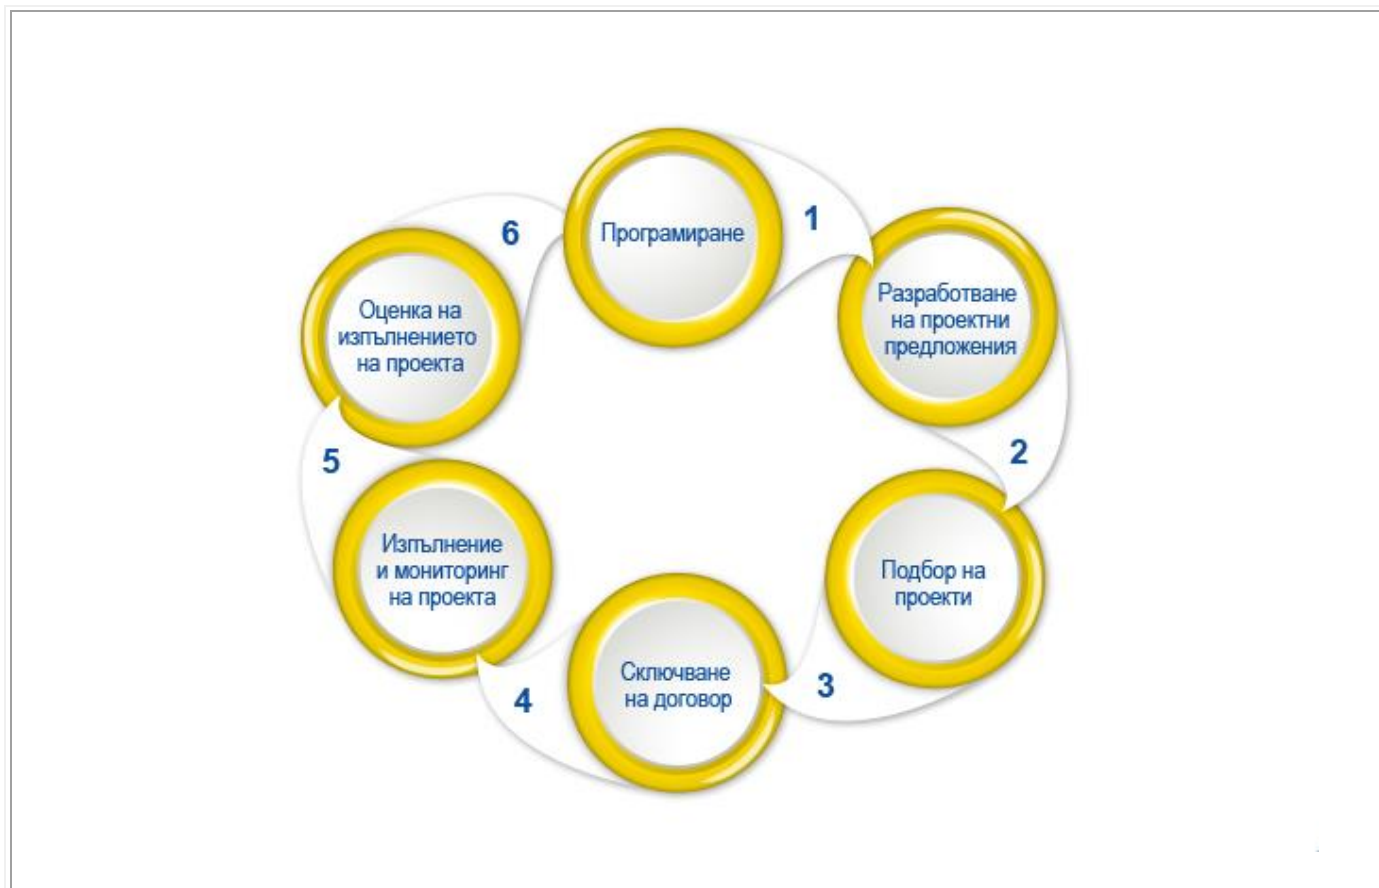 Програмиране
1
Разработване
на проектни
предложения
2
Подбор на
проекти
3
Сключване
на договор
4
Изпълнение
и мониторинг
на проекта
5
Оценка на
изпълнението
на проекта
6